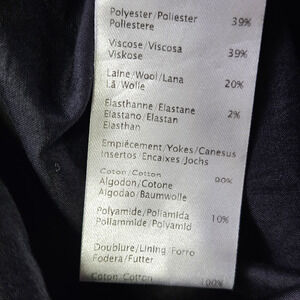 Polyester/Poliester 39%
Poliestere
Viscose/Viscosa 39%
Viskose
Laine/Wool/Lana 20%
Lã/Wolle
Elasthanne/Elastane 2%
Elastano/Elastan
Elasthan
Empiècement/Yokes/Canesus
Insertos/Encaixes/Jochs
Coton/Cotton 90%
Algodon/Cotone
Algodao/Baumwolle
Polyamide/Poliamida 10%
Poliammide/Polyamid
Doublure/Lining/Forro
Fodera/Futter
Coton/Cotton 100%